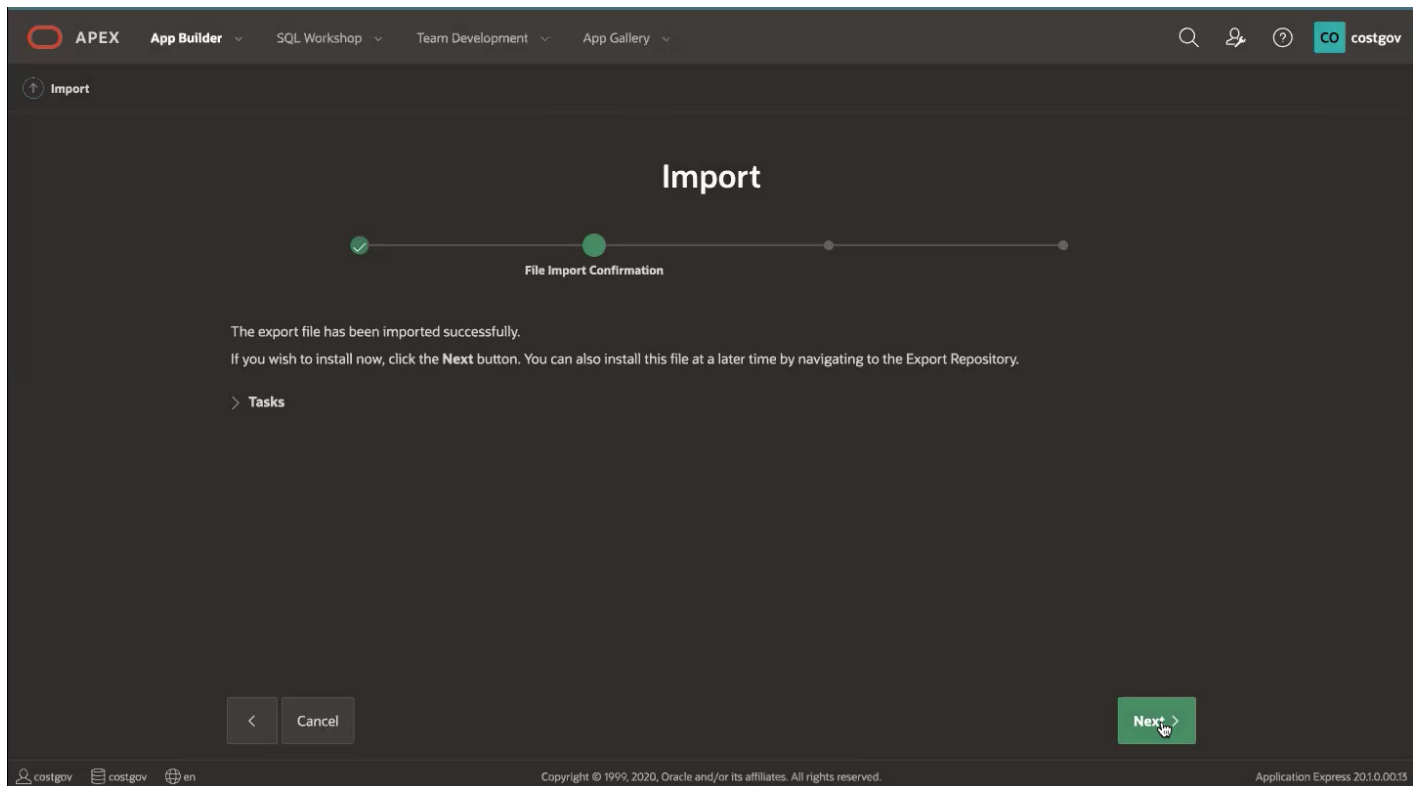 APEX App Builder SQL Workshop Team Development App Gallery CO costgov
Import
Import
File Import Confirmation
The export file has been imported successfully.
If you wish to install now, click the Next button. You can also install this file at a later time by navigating to the Export Repository.
Tasks
Cancel Next
costgov costgov en Copyright © 1999, 2020, Oracle and/or its affiliates. All rights reserved. Application Express 20.1.0.00.13